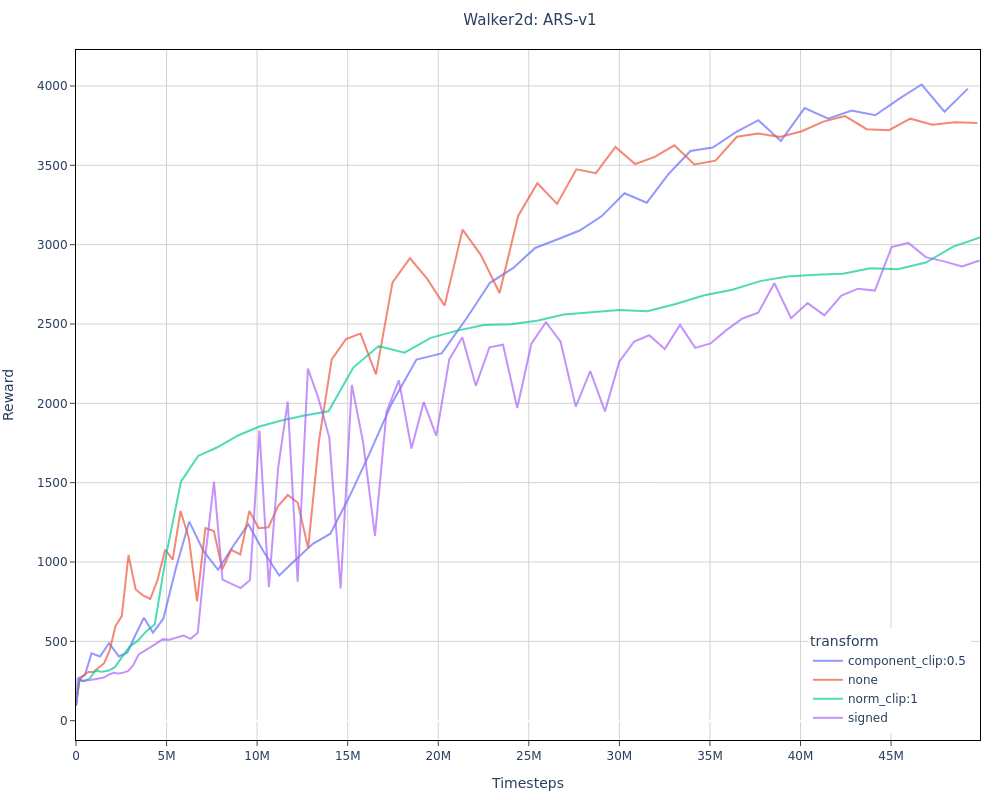 Walker2d: ARS-v1
Reward
4000
3500
3000
2500
2000
1500
1000
500
0
0
5M
10M
15M
20M
25M
30M
35M
40M
45M
Timesteps
transform
component_clip:0.5
none
norm_clip:1
signed